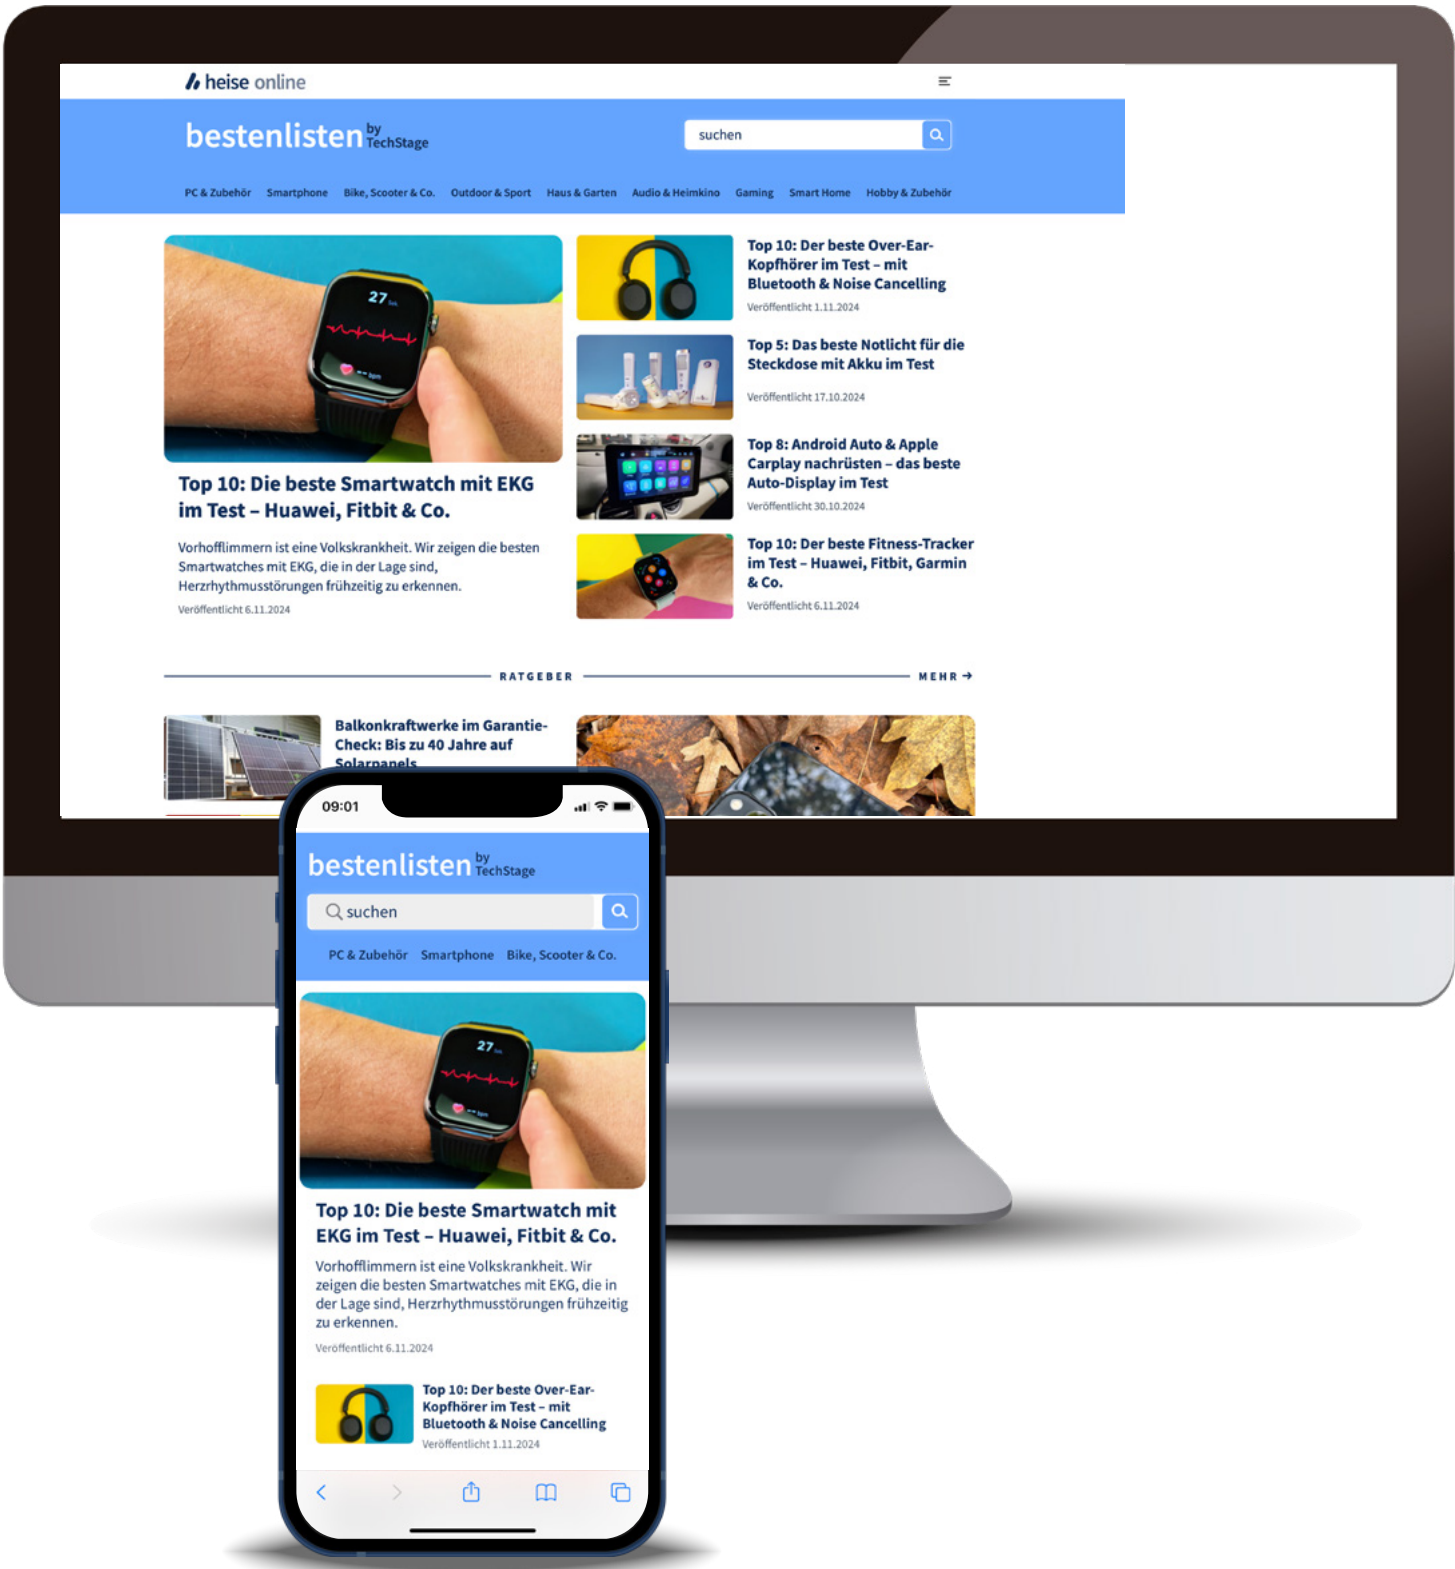 heise online
bestenlisten by TechStage
suchen
PC & Zubehör Smartphone Bike, Scooter & Co. Outdoor & Sport Haus & Garten Audio & Heimkino Gaming Smart Home Hobby & Zubehör
27
bpm
Top 10: Die beste Smartwatch mit EKG
im Test – Huawei, Fitbit & Co.
Vorhofflimmern ist eine Volkskrankheit. Wir zeigen die besten
Smartwatches mit EKG, die in der Lage sind,
Herzrhythmusstörungen frühzeitig zu erkennen.
Veröffentlicht 6.11.2024
Top 10: Der beste Over-Ear-
Kopfhörer im Test – mit
Bluetooth & Noise Cancelling
Veröffentlicht 1.11.2024
Top 5: Das beste Notlicht für die
Steckdose mit Akku im Test
Veröffentlicht 17.10.2024
Top 8: Android Auto & Apple
Carplay nachrüsten – das beste
Auto-Display im Test
Veröffentlicht 30.10.2024
Top 10: Der beste Fitness-Tracker
im Test – Huawei, Fitbit, Garmin
& Co.
Veröffentlicht 6.11.2024
RATGEBER
MEHR →
Balkonkraftwerke im Garantie-
Check: Bis zu 40 Jahre auf
Solarpanels
09:01
bestenlisten by TechStage
suchen
PC & Zubehör Smartphone Bike, Scooter & Co.
27
bpm
Top 10: Die beste Smartwatch mit
EKG im Test – Huawei, Fitbit & Co.
Vorhofflimmern ist eine Volkskrankheit. Wir
zeigen die besten Smartwatches mit EKG, die in
der Lage sind, Herzrhythmusstörungen frühzeitig
zu erkennen.
Veröffentlicht 6.11.2024
Top 10: Der beste Over-Ear-
Kopfhörer im Test – mit
Bluetooth & Noise Cancelling
Veröffentlicht 1.11.2024